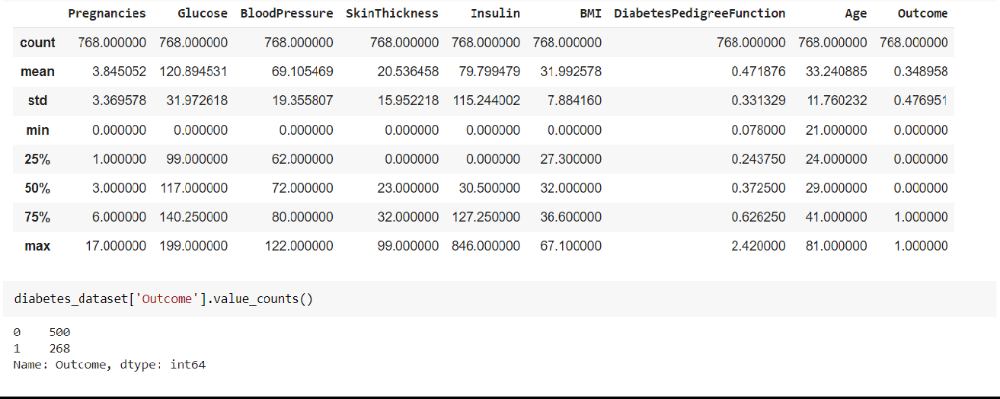 Pregnancies Glucose BloodPressure SkinThickness Insulin BMI DiabetesPedigreeFunction Age Outcome
count 768.000000 768.000000 768.000000 768.000000 768.000000 768.000000 768.000000 768.000000 768.000000
mean 3.845052 120.894531 69.105469 20.536458 79.799479 31.992578 0.471876 33.240885 0.348958
std 3.369578 31.972618 19.355807 15.952218 115.244002 7.884160 0.331329 11.760232 0.476951
min 0.000000 0.000000 0.000000 0.000000 0.000000 0.000000 0.078000 21.000000 0.000000
25% 1.000000 99.000000 62.000000 0.000000 0.000000 27.300000 0.243750 24.000000 0.000000
50% 3.000000 117.000000 72.000000 23.000000 30.500000 32.000000 0.372500 29.000000 0.000000
75% 6.000000 140.250000 80.000000 32.000000 127.250000 36.600000 0.626250 41.000000 1.000000
max 17.000000 199.000000 122.000000 99.000000 846.000000 67.100000 2.420000 81.000000 1.000000
diabetes_dataset['Outcome'].value_counts()
0 500
1 268
Name: Outcome, dtype: int64